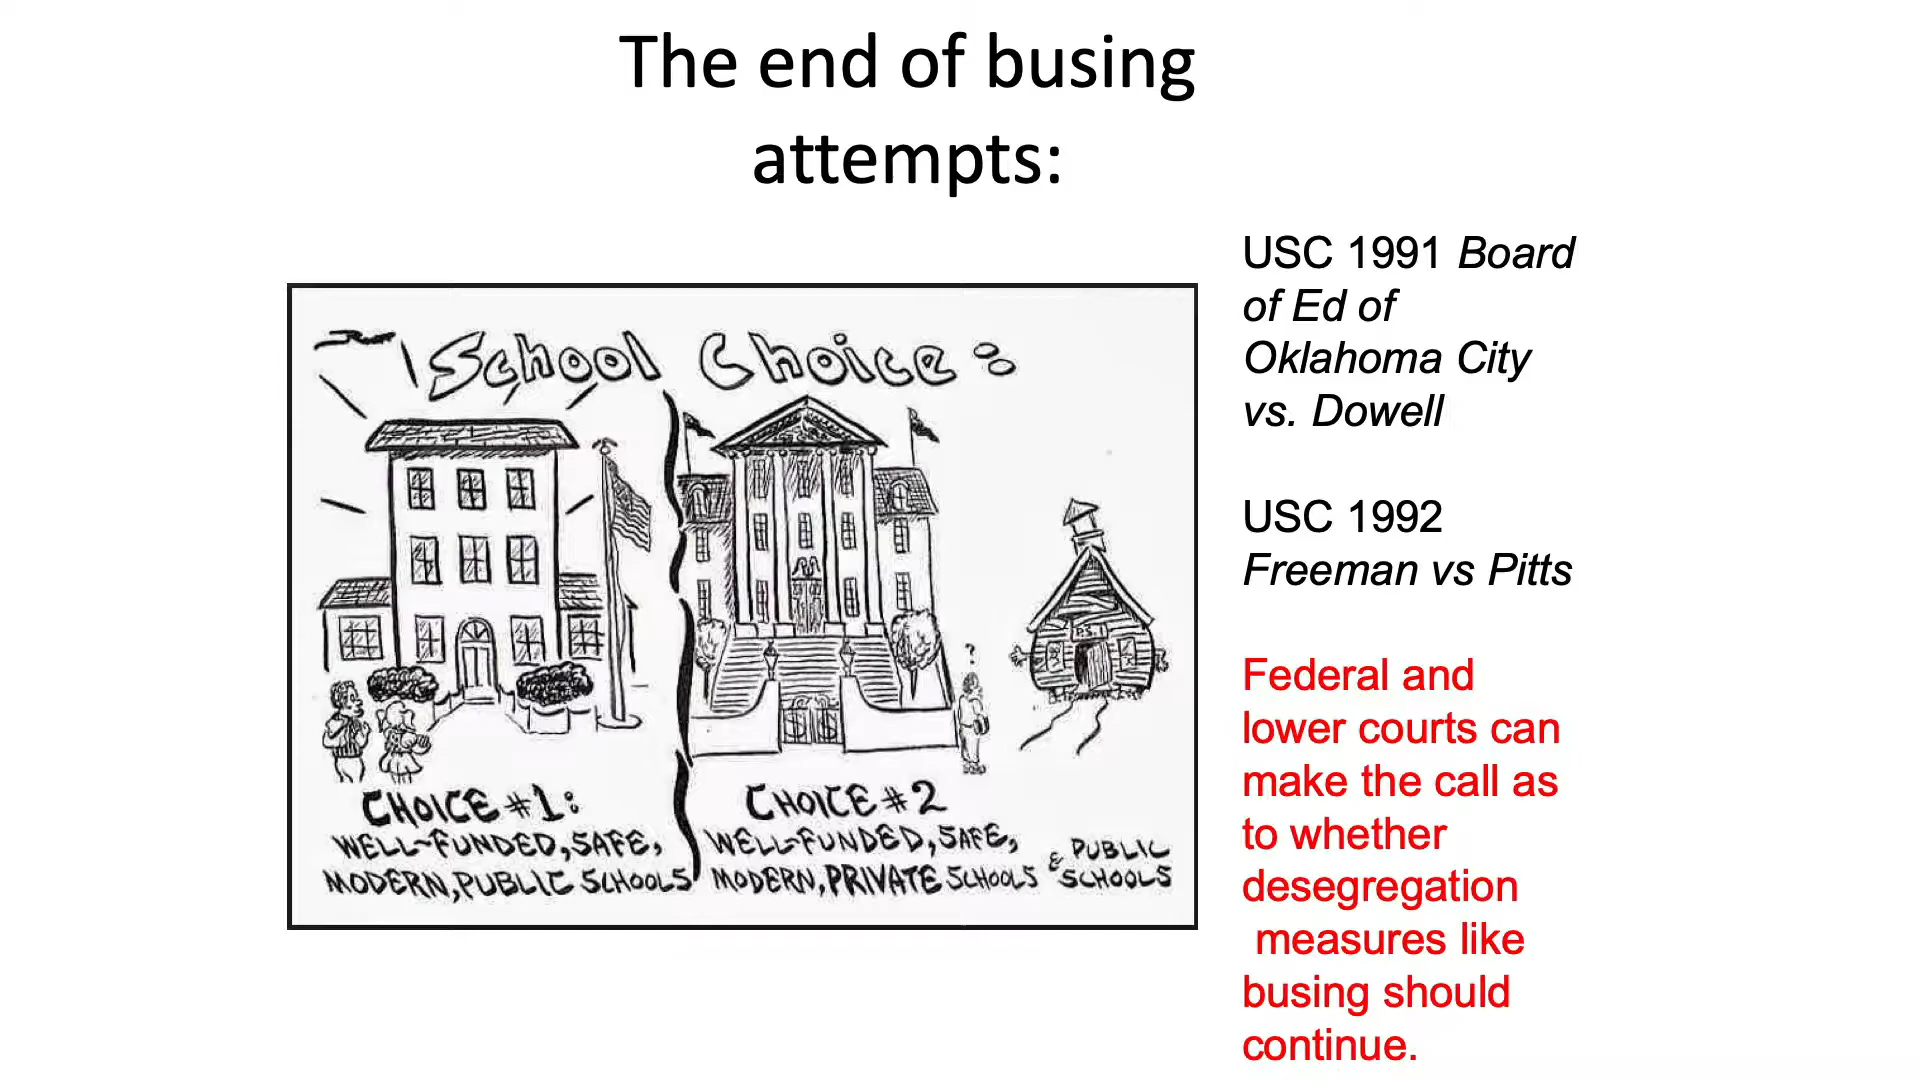 The end of busing
attempts:
School Choice:
P.S. 1
?
$ $
CHOICE #1:
WELL-FUNDED, SAFE,
MODERN, PUBLIC SCHOOLS
CHOICE #2
WELL-FUNDED, SAFE,
MODERN, PRIVATE SCHOOLS
& PUBLIC
SCHOOLS
USC 1991 Board
of Ed of
Oklahoma City
vs. Dowell
USC 1992
Freeman vs Pitts
Federal and
lower courts can
make the call as
to whether
desegregation
measures like
busing should
continue.